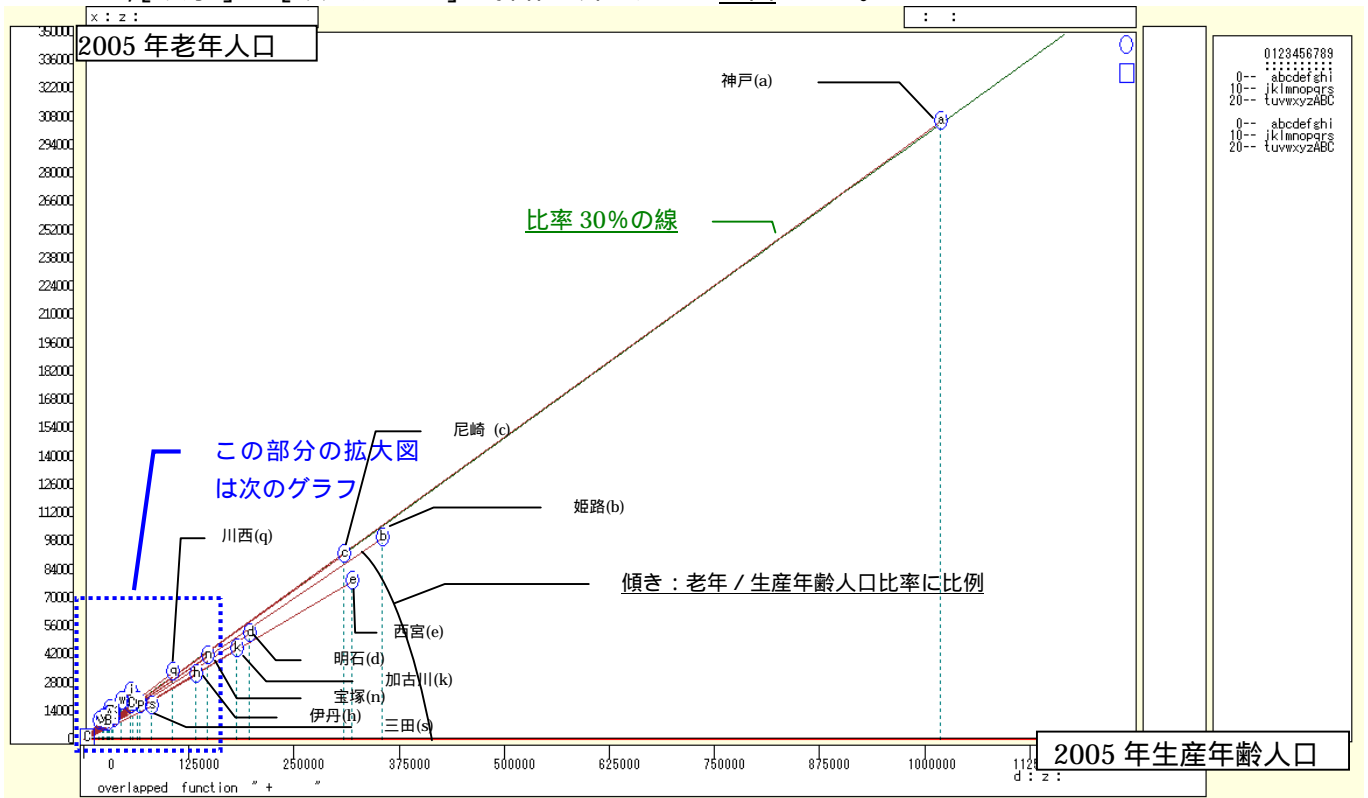 x : z :
: :
2005 年老年人口
350000
336000
322000
308000
294000
280000
266000
252000
238000
224000
210000
196000
182000
168000
154000
140000
126000
112000
98000
84000
70000
56000
42000
28000
14000
0
0123456789
::::::::::
0-- abcdefghi
10-- jklmnopqrs
20-- tuvwxyzABC
0-- abcdefghi
10-- jklmnopqrs
20-- tuvwxyzABC
神戸(a)
a
比率 30%の線
尼崎 (c)
この部分の拡大図
は次のグラフ
姫路(b)
川西(q)
c
b
e
傾き：老年 / 生産年齢人口比率に比例
西宮(e)
d
明石(d)
k
加古川(k)
n
宝塚(n)
h
伊丹(h)
q
三田(s)
s
i
w
C
p
y
B
C
2005 年生産年齢人口
0 125000 250000 375000 500000 625000 750000 875000 1000000
d : z :
overlapped function " + "